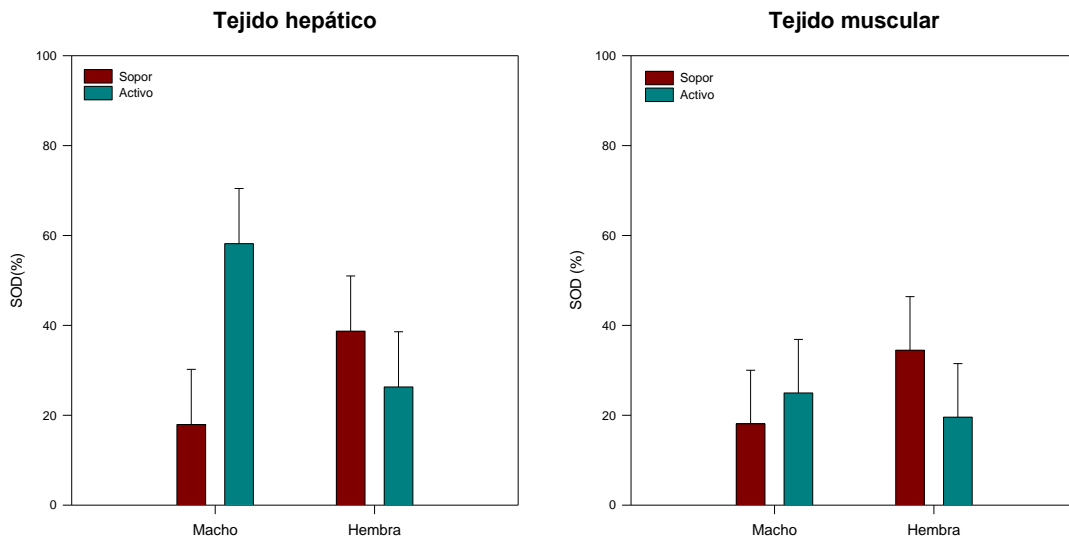 Tejido hepático
Sopor
Activo
100
80
60
40
20
0
SOD(%)
Macho
Hembra
Tejido muscular
Sopor
Activo
100
80
60
40
20
0
SOD (%)
Macho
Hembra